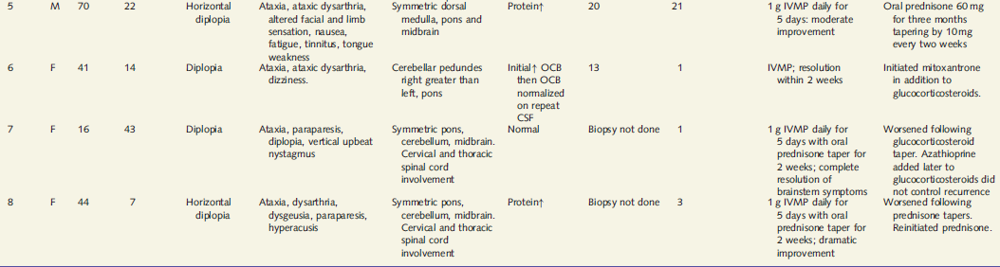 5 M 70 22 Horizontal Ataxia, ataxic dysarthria, Symmetric dorsal Protein↑ 20 21 1 g IVMP daily for Oral prednisone 60 mg
diplopia altered facial and limb medulla, pons and 5 days: moderate for three months
sensation, nausea, midbrain improvement tapering by 10 mg
fatigue, tinnitus, tongue every two weeks
weakness
6 F 41 14 Diplopia Ataxia, ataxic dysarthria, Cerebellar pedundes Initial↑ OCB 13 1 IVMP; resolution Initiated mitoxantrone
dizziness. right greater than then OCB within 2 weeks in addition to
left, pons normalized glucocorticosteroids.
on repeat
CSF
7 F 16 43 Diplopia Ataxia, paraparesis, Symmetric pons, Normal Biopsy not done 1 1 g IVMP daily for Worsened following
diplopia, vertical upbeat cerebellum, midbrain. 5 days with oral glucocorticosteroid
nystagmus Cervical and thoracic prednisone taper for taper. Azathioprine
spinal cord 2 weeks; complete added later to
involvement resolution of glucocorticosteroids did
brainstem symptoms not control recurrence
8 F 44 7 Horizontal Ataxia, dysarthria, Symmetric pons, Protein↑ Biopsy not done 3 1 g IVMP daily for Worsened following
diplopia dysgeusia, paraparesis, cerebellum, midbrain. 5 days with oral prednisone tapers.
hyperacusis Cervical and thoracic prednisone taper for Reinitiated prednisone.
spinal cord 2 weeks; dramatic
involvement improvement